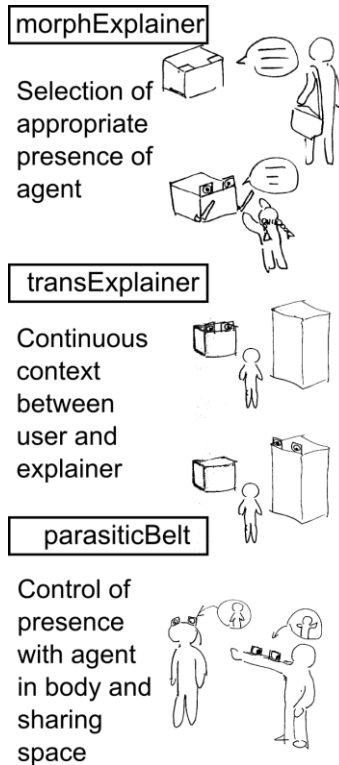 morphExplainer
Selection of
appropriate
presence of
agent
transExplainer
Continuous
context
between
user and
explainer
parasiticBelt
Control of
presence
with agent
in body and
sharing
space